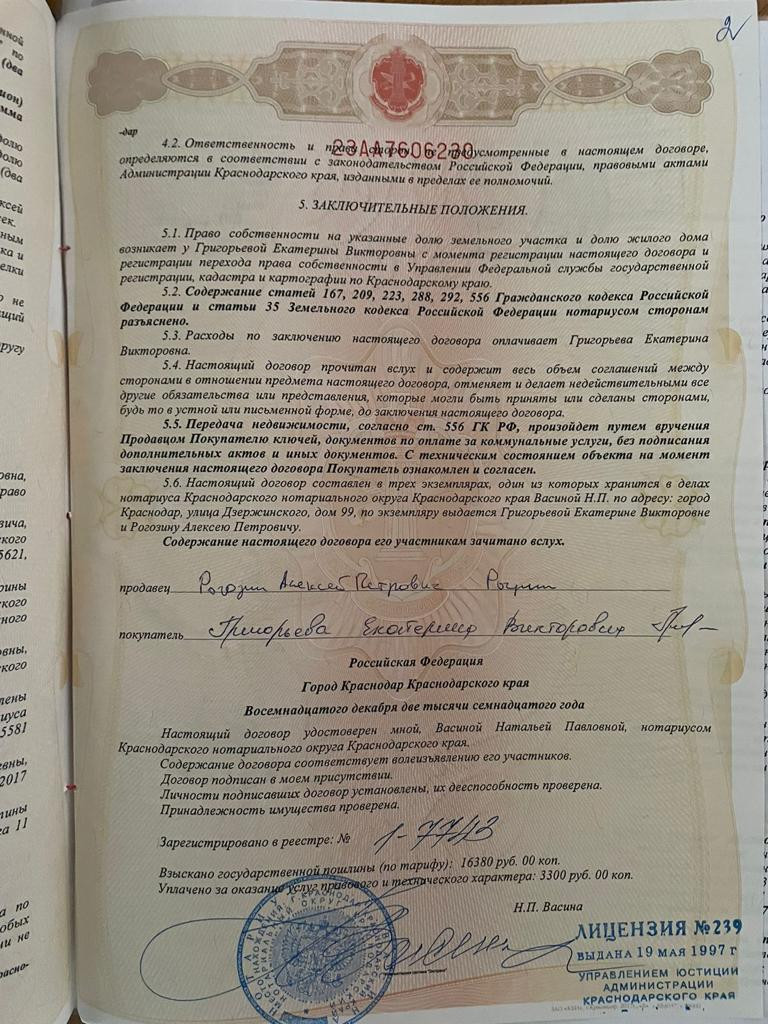 2
23АА7606230
-дар
4.2. Ответственность и права сторон, не предусмотренные в настоящем договоре,
определяются в соответствии с законодательством Российской Федерации, правовыми актами
Администрации Краснодарского края, изданными в пределах ее полномочий.
5. ЗАКЛЮЧИТЕЛЬНЫЕ ПОЛОЖЕНИЯ.
5.1. Право собственности на указанные долю земельного участка и долю жилого дома
возникает у Григорьевой Екатерины Викторовны с момента регистрации настоящего договора и
регистрации перехода права собственности в Управлении Федеральной службы государственной
регистрации, кадастра и картографии по Краснодарскому краю.
5.2. Содержание статей 167, 209, 223, 288, 292, 556 Гражданского кодекса Российской
Федерации и статьи 35 Земельного кодекса Российской Федерации нотариусом сторонам
разъяснено.
5.3. Расходы по заключению настоящего договора оплачивает Григорьева Екатерина
Викторовна.
5.4. Настоящий договор прочитан вслух и содержит весь объем соглашений между
сторонами в отношении предмета настоящего договора, отменяет и делает недействительными все
другие обязательства или представления, которые могли быть приняты или сделаны сторонами,
будь то в устной или письменной форме, до заключения настоящего договора.
5.5. Передача недвижимости, согласно ст. 556 ГК РФ, произойдет путем вручения
Продавцом Покупателю ключей, документов по оплате за коммунальные услуги, без подписания
дополнительных актов и иных документов. С техническим состоянием объекта на момент
заключения настоящего договора Покупатель ознакомлен и согласен.
5.6. Настоящий договор составлен в трех экземплярах, один из которых хранится в делах
нотариуса Краснодарского нотариального округа Краснодарского края Васиной Н.П. по адресу: город
Краснодар, улица Дзержинского, дом 99, по экземпляру выдается Григорьевой Екатерине Викторовне
и Рогозину Алексею Петровичу.
Содержание настоящего договора его участникам зачитано вслух.
продавец Рогозин Алексей Петрович
покупатель Григорьева Екатерина Викторовна
Российская Федерация
Город Краснодар Краснодарского края
Восемнадцатого декабря две тысячи семнадцатого года
Настоящий договор удостоверен мной, Васиной Натальей Павловной, нотариусом
Краснодарского нотариального округа Краснодарского края.
Содержание договора соответствует волеизъявлению его участников.
Договор подписан в моем присутствии.
Личности подписавших договор установлены, их дееспособность проверена.
Принадлежность имущества проверена.
Зарегистрировано в реестре: № 1-7743
Взыскано государственной пошлины (по тарифу): 16380 руб. 00 коп.
Уплачено за оказание услуг правового и технического характера: 3300 руб. 00 коп.
Н.П. Васина
ЛИЦЕНЗИЯ №239
ВЫДАНА 19 МАЯ 1997 г
УПРАВЛЕНИЕМ ЮСТИЦИИ
АДМИНИСТРАЦИИ
КРАСНОДАРСКОГО КРАЯ